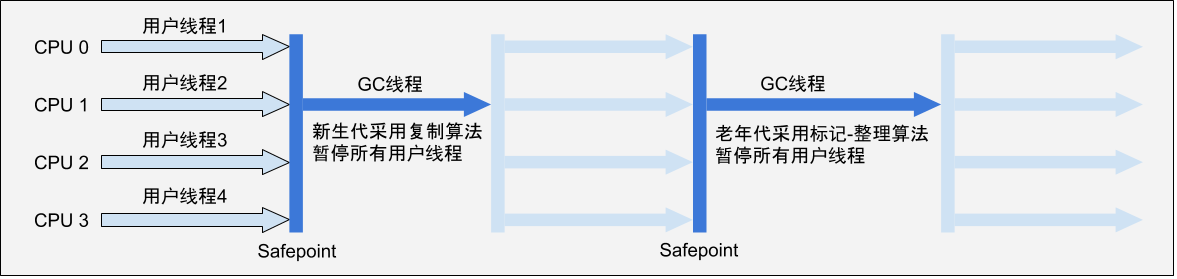 用户线程1
CPU 0
用户线程2
CPU 1
用户线程3
CPU 2
用户线程4
CPU 3
Safepoint
GC线程
新生代采用复制算法
暂停所有用户线程
Safepoint
GC线程
老年代采用标记-整理算法
暂停所有用户线程